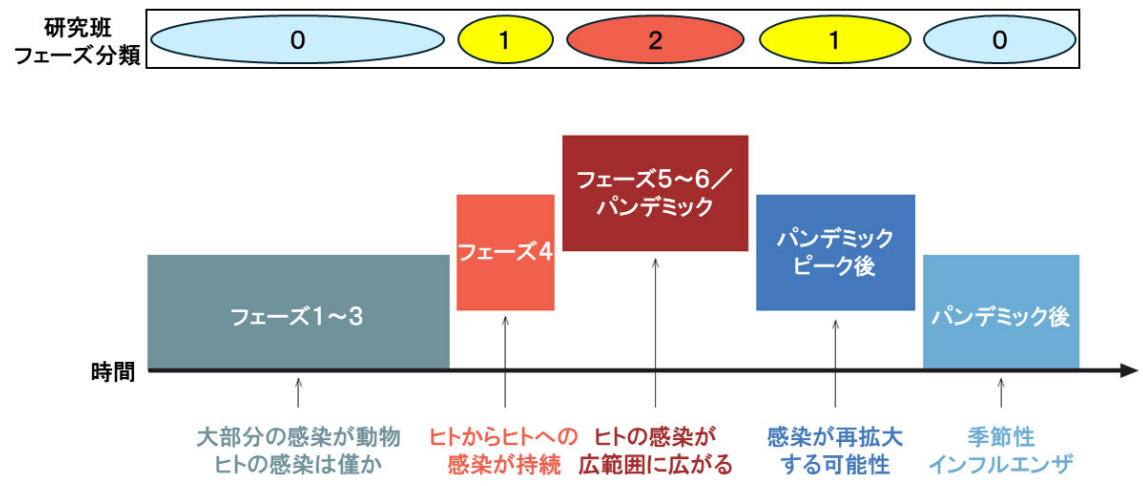 研究班
フェーズ分類
0
1
2
1
0
フェーズ5~6/
パンデミック
フェーズ4
パンデミック
ピーク後
フェーズ1~3
パンデミック後
時間
大部分の感染が動物
ヒトの感染は僅か
ヒトからヒトへの
感染が持続
ヒトの感染が
広範囲に広がる
感染が再拡大
する可能性
季節性
インフルエンザ